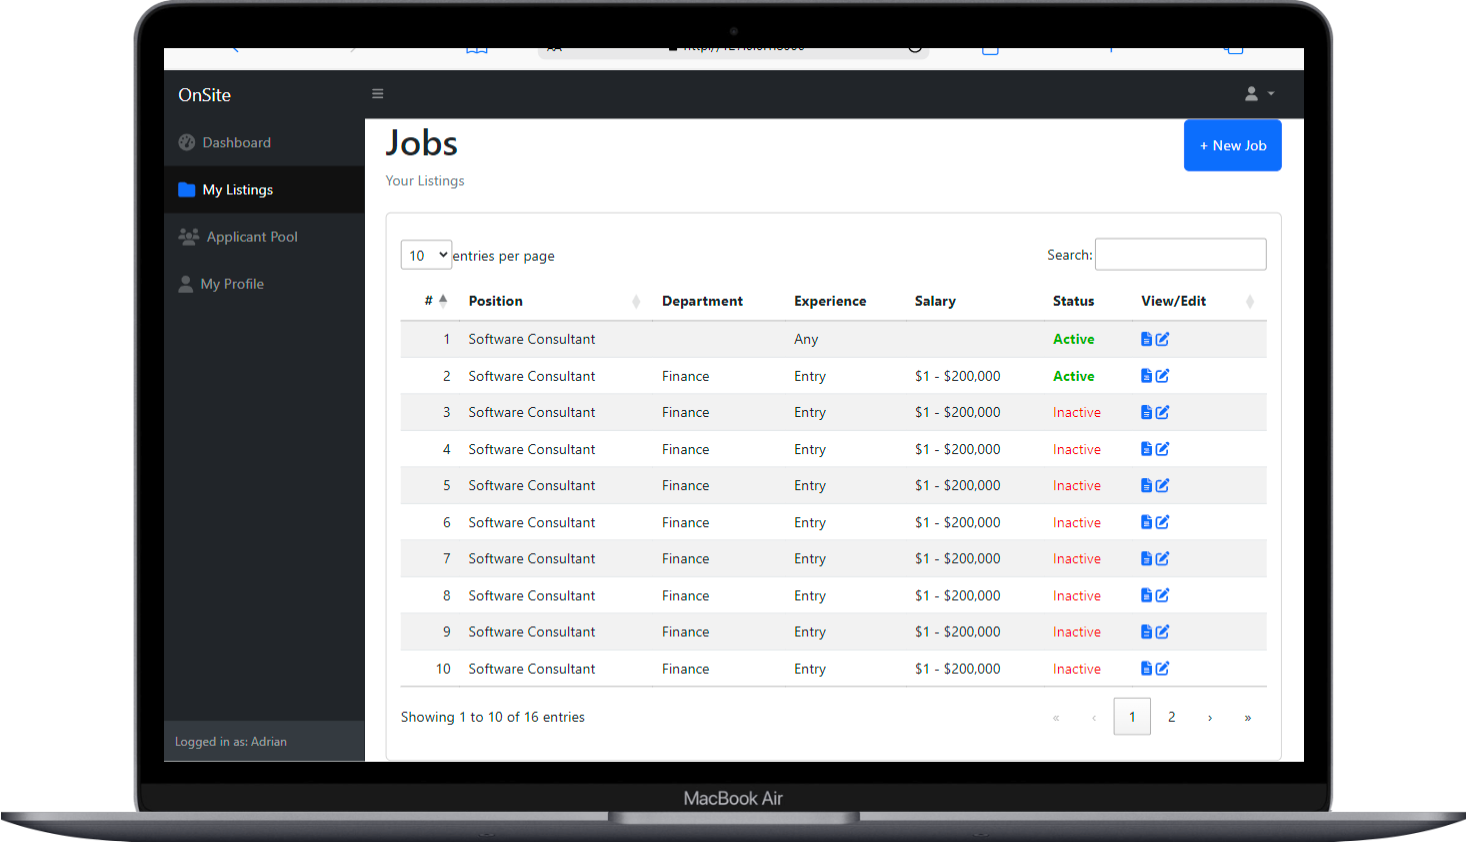 OnSite
Dashboard
My Listings
Applicant Pool
My Profile
Logged in as: Adrian
Jobs
+ New Job
Your Listings
10 entries per page
Search:
# Position Department Experience Salary Status View/Edit
1 Software Consultant Any Active
2 Software Consultant Finance Entry $1 - $200,000 Active
3 Software Consultant Finance Entry $1 - $200,000 Inactive
4 Software Consultant Finance Entry $1 - $200,000 Inactive
5 Software Consultant Finance Entry $1 - $200,000 Inactive
6 Software Consultant Finance Entry $1 - $200,000 Inactive
7 Software Consultant Finance Entry $1 - $200,000 Inactive
8 Software Consultant Finance Entry $1 - $200,000 Inactive
9 Software Consultant Finance Entry $1 - $200,000 Inactive
10 Software Consultant Finance Entry $1 - $200,000 Inactive
Showing 1 to 10 of 16 entries
« ‹ 1 2 › »
MacBook Air